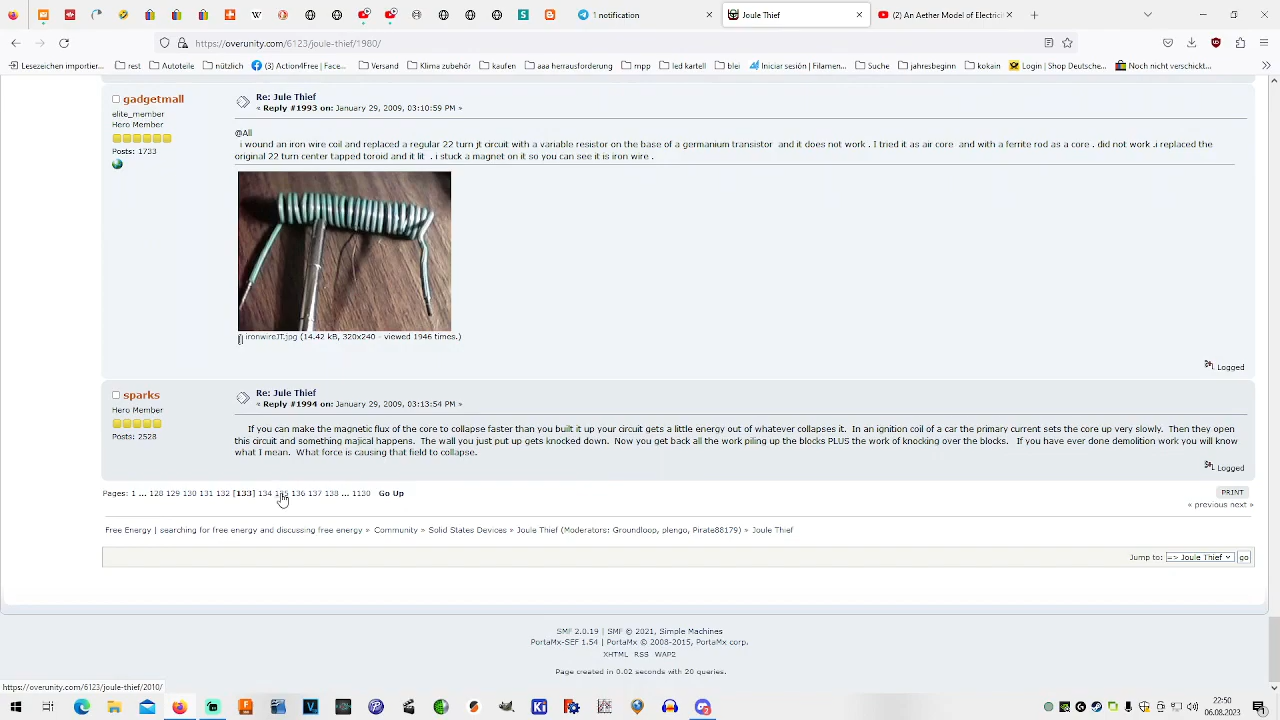 1 notification
Joule Thief
(2) An Aether Model of Electrici
https://overunity.com/6123/joule-thief/1980/
Lesezeichen importier...
rest
Autoteile
nützlich
(3) Action4Free | Face...
Versand
Klima zubehör
kaufen
aaa herrausforderung
mpp
led kartell
blei
Iniciar sesión | Filamen...
Suche
jahresbeginn
kokain
Login | Shop Deutsche...
Noch nicht verschickt...
gadgetmall
elite_member
Hero Member
Posts: 1733
Re: Jule Thief
« Reply #1993 on: January 29, 2009, 03:10:59 PM »
@All
i wound an iron wire coil and replaced a regular 22 turn jt circuit with a variable resistor on the base of a germanium transistor and it does not work . I tried it as air core and with a ferrite rod as a core . did not work .i replaced the
original 22 turn center tapped toroid and it lit . i stuck a magnet on it so you can see it is iron wire .
ironwireJT.jpg (14.42 kB, 320x240 - viewed 1946 times.)
Logged
sparks
Hero Member
Posts: 2528
Re: Jule Thief
« Reply #1994 on: January 29, 2009, 03:13:54 PM »
If you can make the magnetic flux of the core to collapse faster than you built it up your circuit gets a little energy out of whatever collapses it. In an ignition coil of a car the primary current sets the core up very slowly. Then they open
this circuit and something majical happens. The wall you just put up gets knocked down. Now you get back all the work piling up the blocks PLUS the work of knocking over the blocks. If you have ever done demolition work you will know
what I mean. What force is causing that field to collapse.
Logged
Pages: 1 ... 128 129 130 131 132 [133] 134 136 137 138 ... 1130 Go Up
PRINT
« previous next »
Free Energy | searching for free energy and discussing free energy » Community » Solid States Devices » Joule Thief (Moderators: Groundloop, plengo, Pirate88179) » Joule Thief
Jump to: => Joule Thief go
SMF 2.0.19 | SMF © 2021, Simple Machines
PortaMx-SEF 1.54 | PortaMx © 2008-2015, PortaMx corp.
XHTML RSS WAP2
Page created in 0.02 seconds with 20 queries.
https://overunity.com/6123/joule-thief/2010/
22:50
06.08.2023